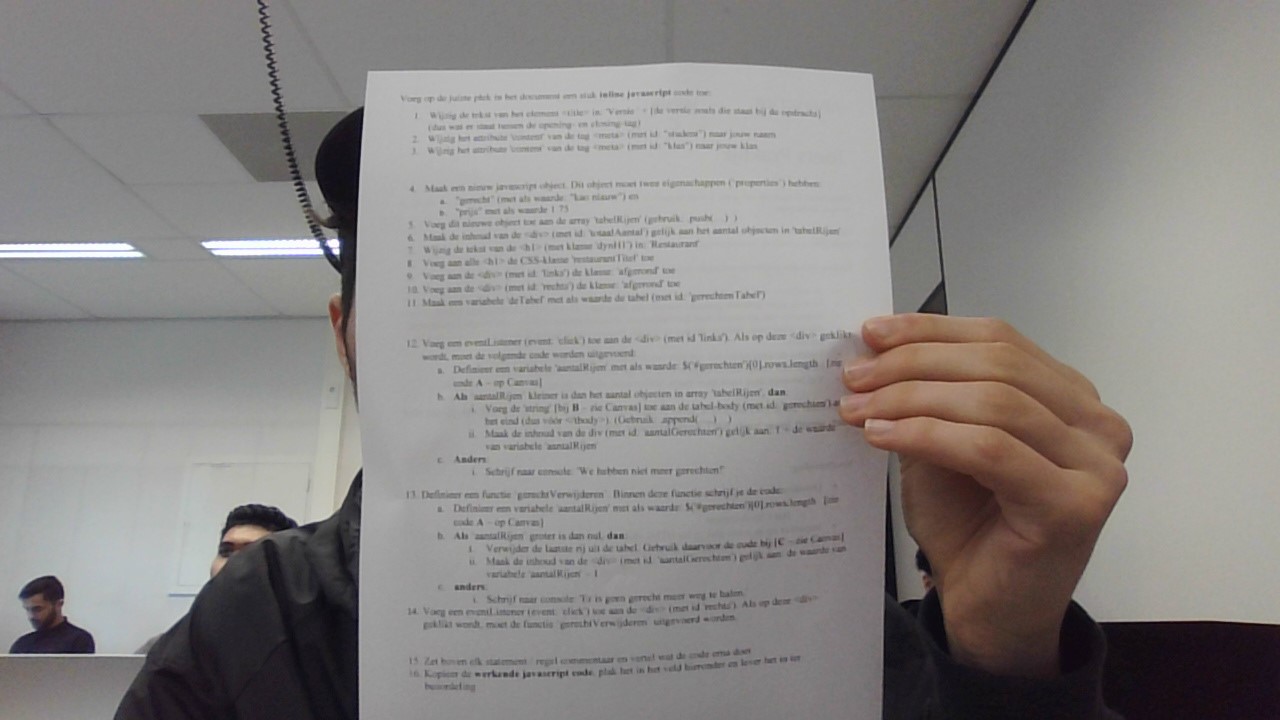 Voeg op de juiste plek in het document een stuk inline javascript code toe:
1. Wijzig de tekst van het element <title> in: 'Versie ' + [de versie zoals die staat bij de opdracht]
(dus wat er staat tussen de opening- en closing-tag)
2. Wijzig het attribute 'content' van de tag <meta> (met id: "student") naar jouw naam
3. Wijzig het attribute 'content' van de tag <meta> (met id: "klas") naar jouw klas
4. Maak een nieuw javascript object. Dit object moet twee eigenschappen ('properties') hebben:
a. "gerecht" (met als waarde: "kao niauw") en
b. "prijs" met als waarde 1.75
5. Voeg dit nieuwe object toe aan de array 'tabelRijen' (gebruik: .push(...) )
6. Maak de inhoud van de <div> (met id: 'totaalAantal') gelijk aan het aantal objecten in 'tabelRijen'
7. Wijzig de tekst van de <h1> (met klasse 'dynH1') in: 'Restaurant'
8. Voeg aan alle <h1> de CSS-klasse 'restaurantTitel' toe
9. Voeg aan de <div> (met id: 'links') de klasse: 'afgerond' toe
10. Voeg aan de <div> (met id: 'rechts') de klasse: 'afgerond' toe
11. Maak een variabele 'deTabel' met als waarde de tabel (met id: 'gerechtenTabel')
12. Voeg een eventListener (event: 'click') toe aan de <div> (met id 'links'). Als op deze <div> geklikt
wordt, moet de volgende code worden uitgevoerd:
a. Definieer een variabele 'aantalRijen' met als waarde: $('#gerechten')[0].rows.length [zie
code A – op Canvas]
b. Als 'aantalRijen' kleiner is dan het aantal objecten in array 'tabelRijen', dan:
i. Voeg de 'string' [bij B – zie Canvas] toe aan de tabel-body (met id: 'gerechten')
het eind (dus vóór </tbody>). (Gebruik: .append(....) )
ii. Maak de inhoud van de div (met id: 'aantalGerechten') gelijk aan: 1 + de waarde
van variabele 'aantalRijen'
c. Anders:
i. Schrijf naar console: 'We hebben niet meer gerechten!'
13. Definieer een functie 'gerechtVerwijderen'. Binnen deze functie schrijf je de code:
a. Definieer een variabele 'aantalRijen' met als waarde: $('#gerechten')[0].rows.length [zie
code A – op Canvas]
b. Als 'aantalRijen' groter is dan nul, dan:
i. Verwijder de laatste rij uit de tabel. Gebruik daarvoor de code bij [C – zie Canvas]
ii. Maak de inhoud van de <div> (met id: 'aantalGerechten') gelijk aan: de waarde van
variabele 'aantalRijen' - 1
c. anders:
i. Schrijf naar console: 'Er is geen gerecht meer weg te halen.
14. Voeg een eventListener (event: 'click') toe aan de <div> (met id: 'rechts'). Als op deze <div>
geklikt wordt, moet de functie 'gerechtVerwijderen' uitgevoerd worden.
15. Zet boven elk statement / regel commentaar en vertel wat de code erna doet
16. Kopieer de werkende javascript code, plak het in het veld hieronder en lever het in ter
beoordeling